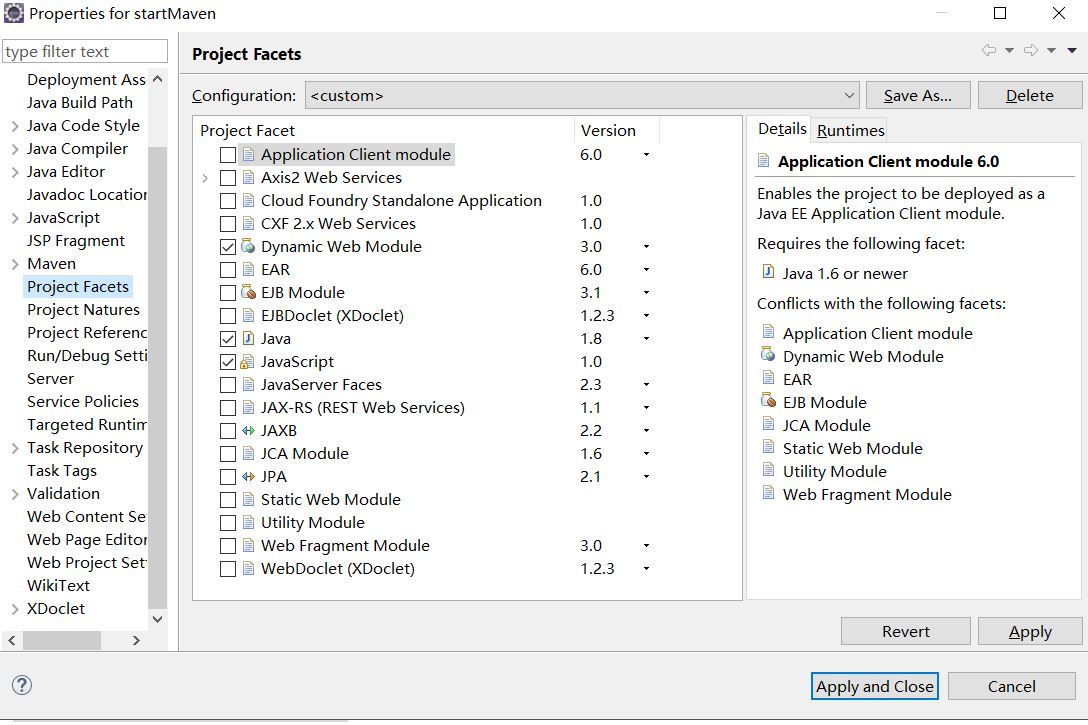 Properties for startMaven
type filter text
Deployment Ass
Java Build Path
Java Code Style
Java Compiler
Java Editor
Javadoc Location
JavaScript
JSP Fragment
Maven
Project Facets
Project Natures
Project Referenc
Run/Debug Setti
Server
Service Policies
Targeted Runtim
Task Repository
Task Tags
Validation
Web Content Se
Web Page Editor
Web Project Set
WikiText
XDoclet
Project Facets
Configuration: <custom> Save As... Delete
Project Facet Version
Application Client module 6.0
Axis2 Web Services
Cloud Foundry Standalone Application 1.0
CXF 2.x Web Services 1.0
Dynamic Web Module 3.0
EAR 6.0
EJB Module 3.1
EJBDoclet (XDoclet) 1.2.3
Java 1.8
JavaScript 1.0
JavaServer Faces 2.3
JAX-RS (REST Web Services) 1.1
JAXB 2.2
JCA Module 1.6
JPA 2.1
Static Web Module
Utility Module
Web Fragment Module 3.0
WebDoclet (XDoclet) 1.2.3
Details Runtimes
Application Client module 6.0
Enables the project to be deployed as a
Java EE Application Client module.
Requires the following facet:
Java 1.6 or newer
Conflicts with the following facets:
Application Client module
Dynamic Web Module
EAR
EJB Module
JCA Module
Static Web Module
Utility Module
Web Fragment Module
Revert Apply
Apply and Close Cancel